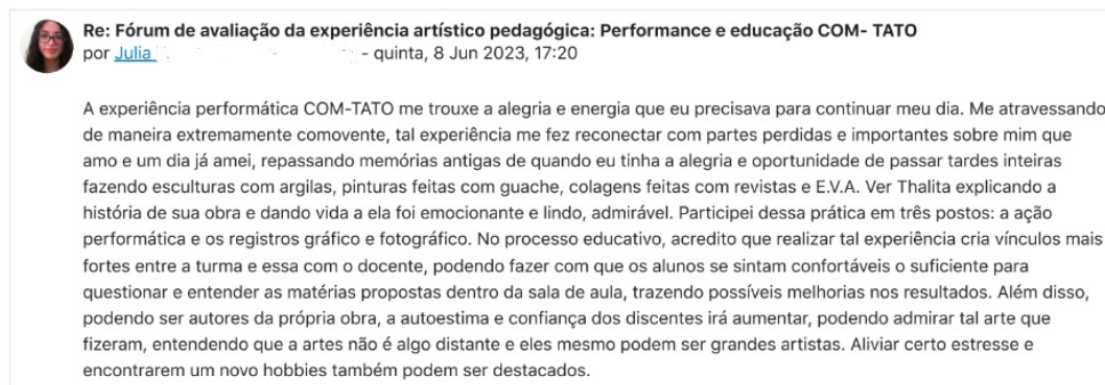 Re: Fórum de avaliação da experiência artístico pedagógica: Performance e educação COM- TATO
por Julia - quinta, 8 Jun 2023, 17:20
A experiência performática COM-TATO me trouxe a alegria e energia que eu precisava para continuar meu dia. Me atravessando
de maneira extremamente comovente, tal experiência me fez reconectar com partes perdidas e importantes sobre mim que
amo e um dia já amei, repassando memórias antigas de quando eu tinha a alegria e oportunidade de passar tardes inteiras
fazendo esculturas com argilas, pinturas feitas com guache, colagens feitas com revistas e E.V.A. Ver Thalita explicando a
história de sua obra e dando vida a ela foi emocionante e lindo, admirável. Participei dessa prática em três postos: a ação
performática e os registros gráfico e fotográfico. No processo educativo, acredito que realizar tal experiência cria vínculos mais
fortes entre a turma e essa com o docente, podendo fazer com que os alunos se sintam confortáveis o suficiente para
questionar e entender as matérias propostas dentro da sala de aula, trazendo possíveis melhorias nos resultados. Além disso,
podendo ser autores da própria obra, a autoestima e confiança dos discentes irá aumentar, podendo admirar tal arte que
fizeram, entendendo que a artes não é algo distante e eles mesmo podem ser grandes artistas. Aliviar certo estresse e
encontrarem um novo hobbies também podem ser destacados.